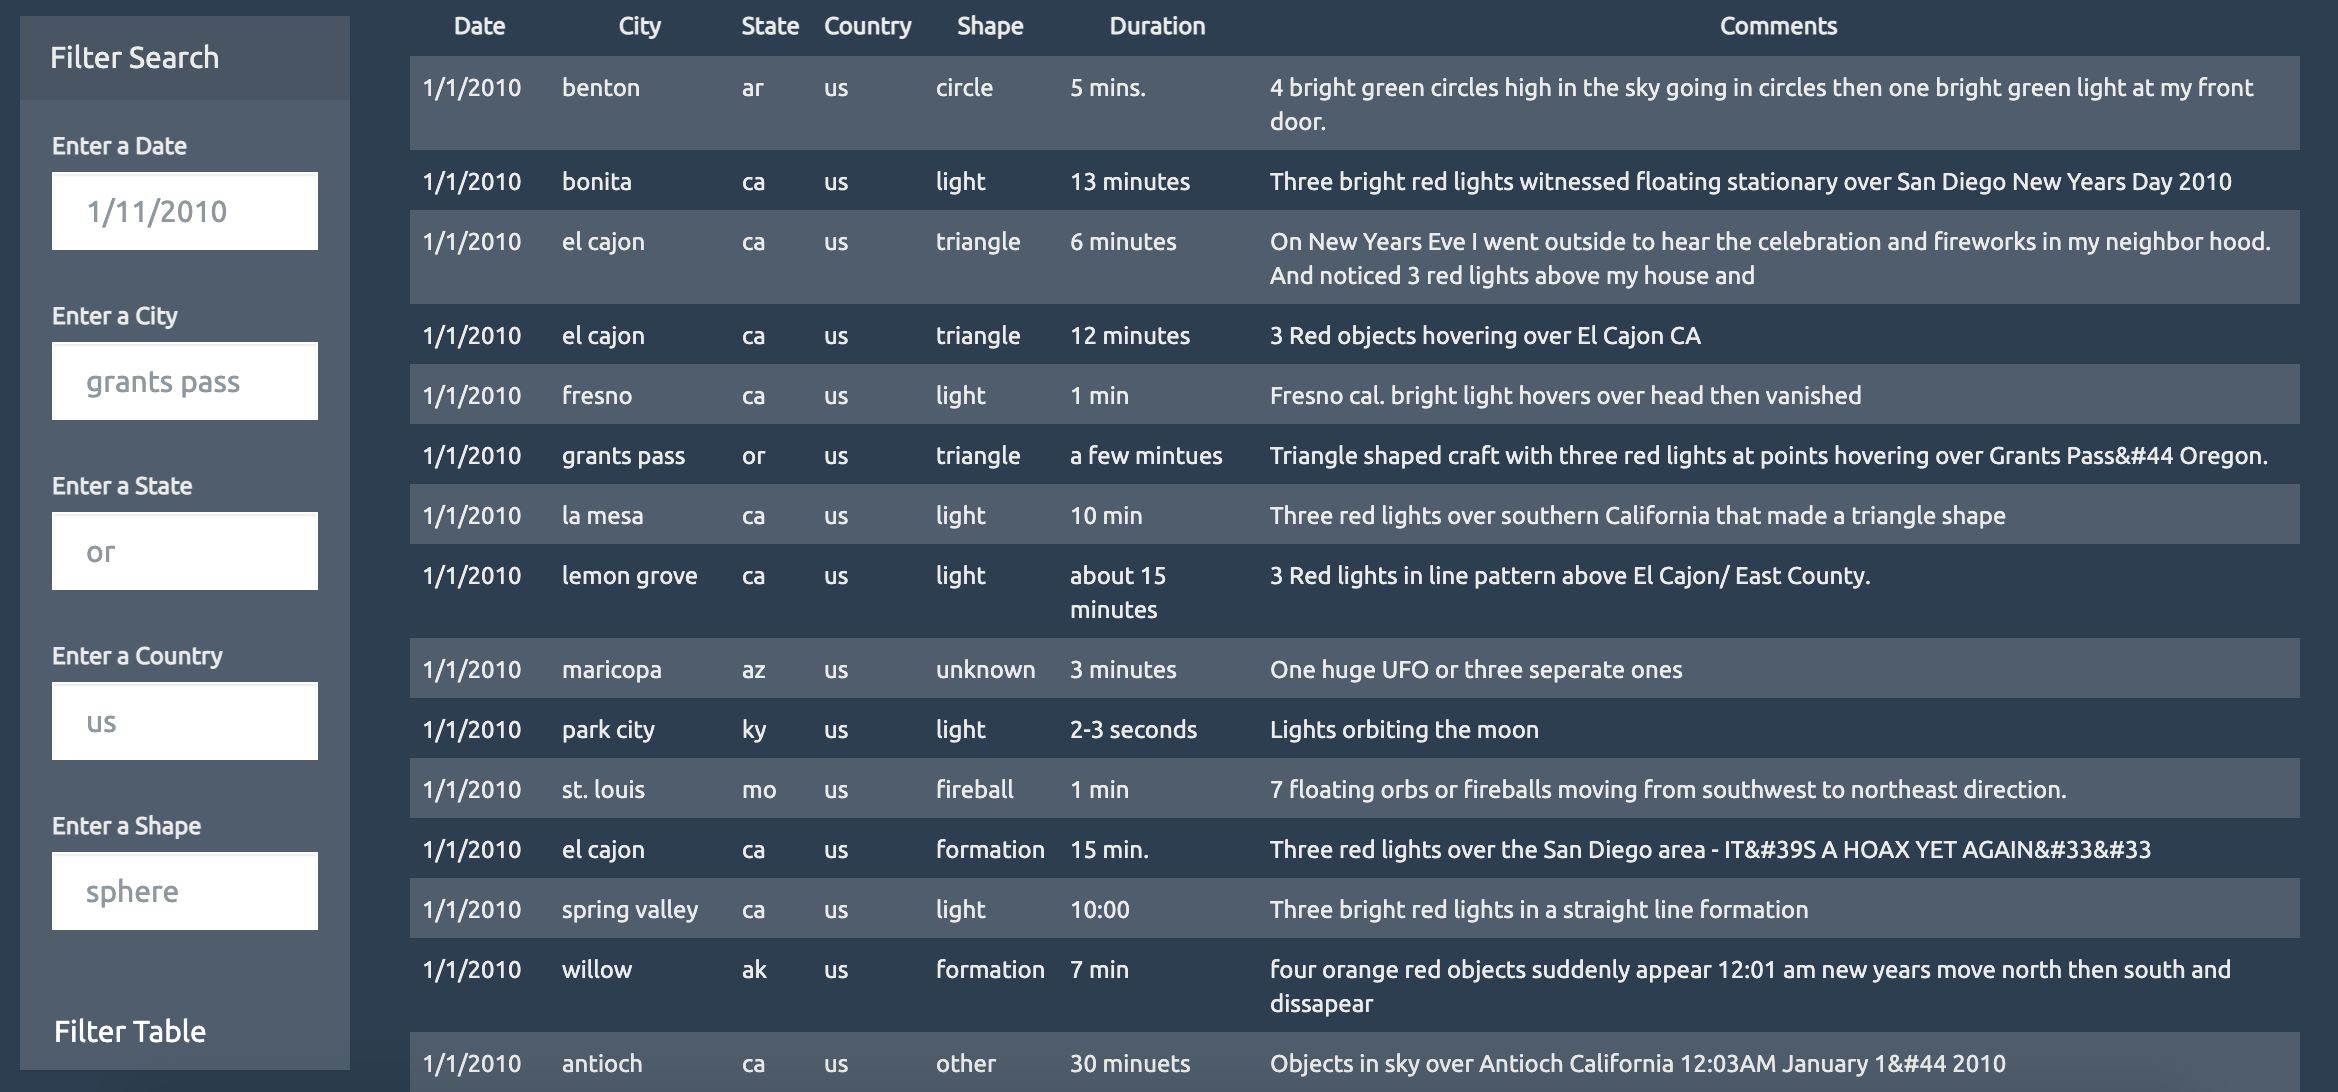 Filter Search
Enter a Date
1/11/2010
Enter a City
grants pass
Enter a State
or
Enter a Country
us
Enter a Shape
sphere
Filter Table
Date City State Country Shape Duration Comments
1/1/2010 benton ar us circle 5 mins. 4 bright green circles high in the sky going in circles then one bright green light at my front
door.
1/1/2010 bonita ca us light 13 minutes Three bright red lights witnessed floating stationary over San Diego New Years Day 2010
1/1/2010 el cajon ca us triangle 6 minutes On New Years Eve I went outside to hear the celebration and fireworks in my neighbor hood.
And noticed 3 red lights above my house and
1/1/2010 el cajon ca us triangle 12 minutes 3 Red objects hovering over El Cajon CA
1/1/2010 fresno ca us light 1 min Fresno cal. bright light hovers over head then vanished
1/1/2010 grants pass or us triangle a few mintues Triangle shaped craft with three red lights at points hovering over Grants Pass&#44 Oregon.
1/1/2010 la mesa ca us light 10 min Three red lights over southern California that made a triangle shape
1/1/2010 lemon grove ca us light about 15 3 Red lights in line pattern above El Cajon/ East County.
minutes
1/1/2010 maricopa az us unknown 3 minutes One huge UFO or three seperate ones
1/1/2010 park city ky us light 2-3 seconds Lights orbiting the moon
1/1/2010 st. louis mo us fireball 1 min 7 floating orbs or fireballs moving from southwest to northeast direction.
1/1/2010 el cajon ca us formation 15 min. Three red lights over the San Diego area - IT&#39S A HOAX YET AGAIN&#33&#33
1/1/2010 spring valley ca us light 10:00 Three bright red lights in a straight line formation
1/1/2010 willow ak us formation 7 min four orange red objects suddenly appear 12:01 am new years move north then south and
dissapear
1/1/2010 antioch ca us other 30 minuets Objects in sky over Antioch California 12:03AM January 1&#44 2010